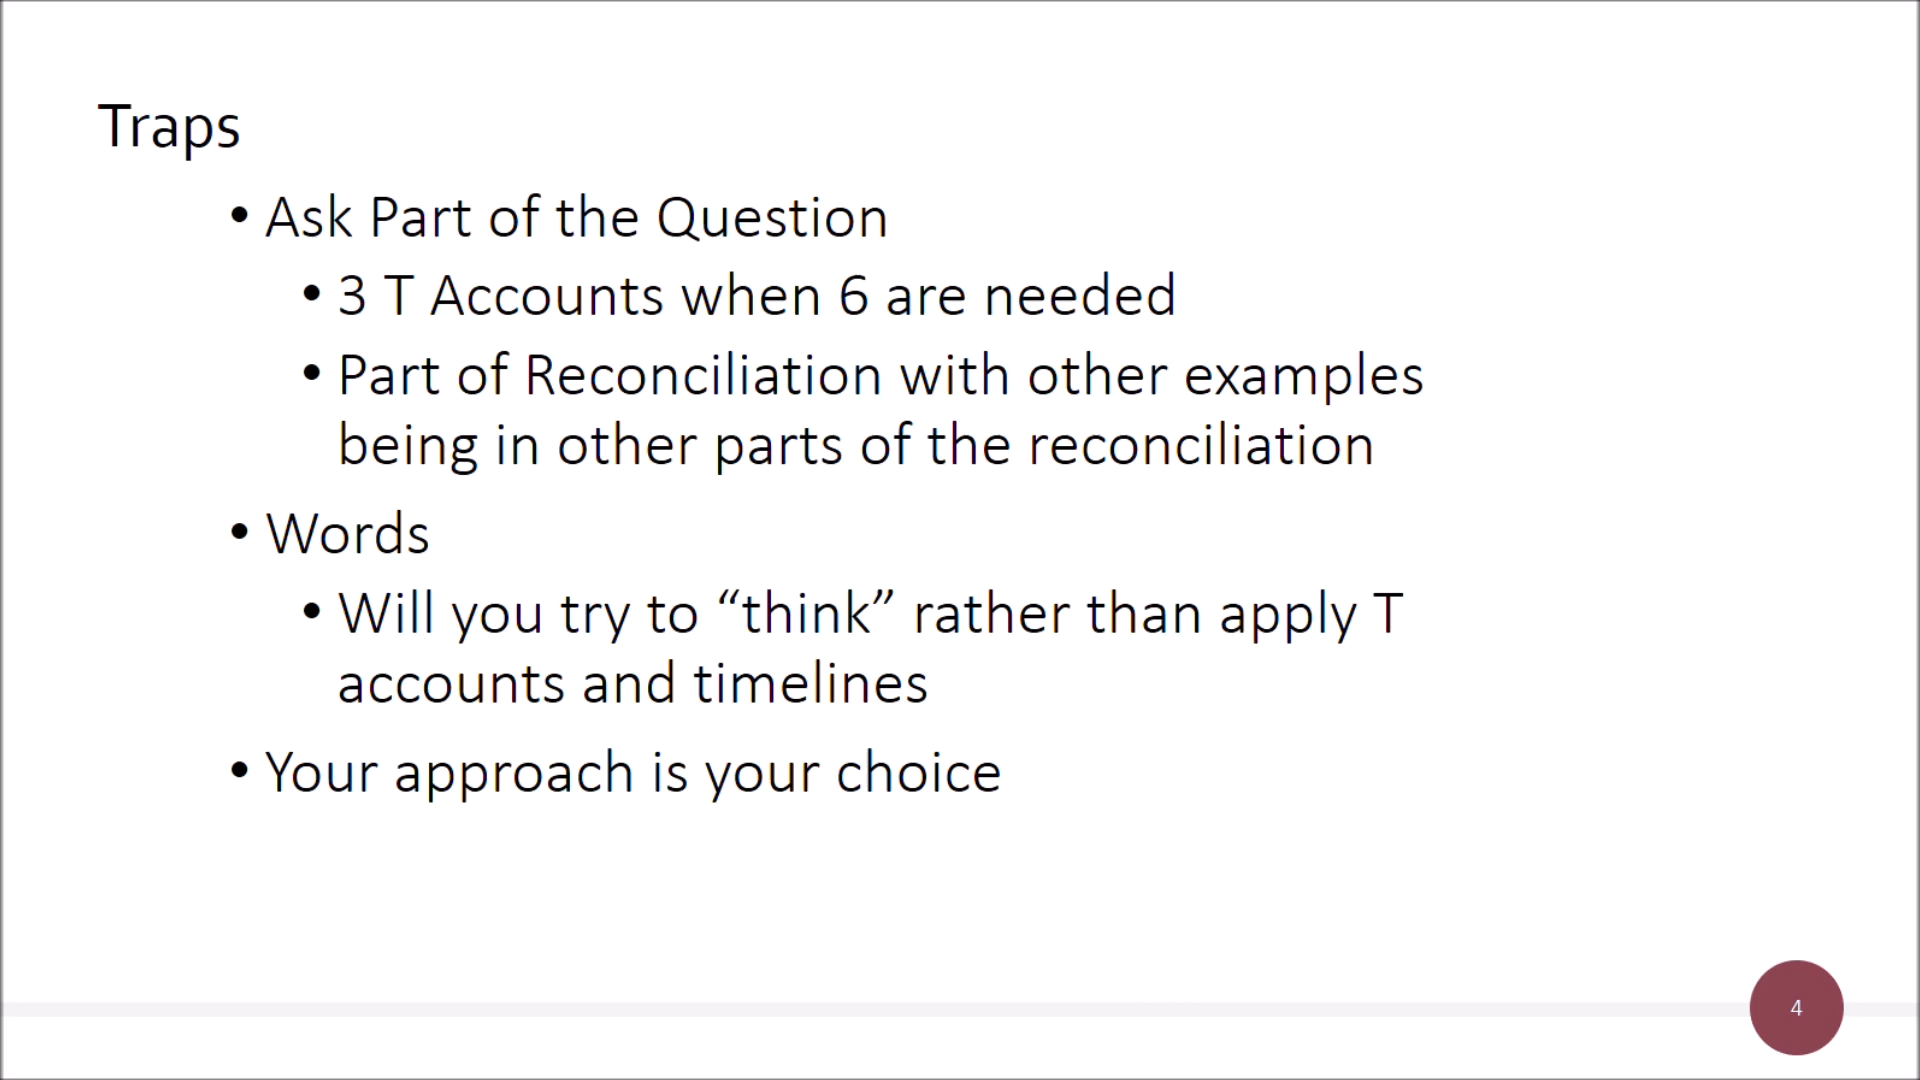 Traps
• Ask Part of the Question
• 3 T Accounts when 6 are needed
• Part of Reconciliation with other examples
being in other parts of the reconciliation
• Words
• Will you try to “think” rather than apply T
accounts and timelines
• Your approach is your choice
4